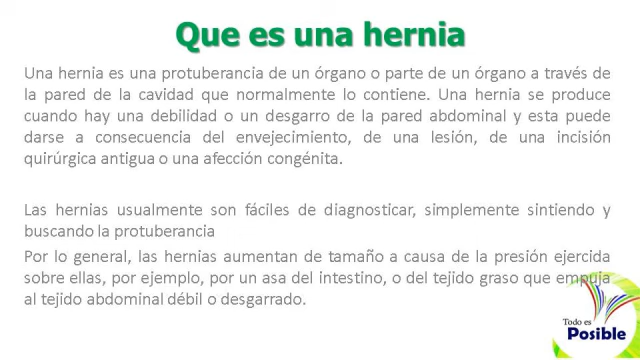 Que es una hernia
Una hernia es una protuberancia de un órgano o parte de un órgano a través de
la pared de la cavidad que normalmente lo contiene. Una hernia se produce
cuando hay una debilidad o un desgarro de la pared abdominal y esta puede
darse a consecuencia del envejecimiento, de una lesión, de una incisión
quirúrgica antigua o una afección congénita.
Las hernias usualmente son fáciles de diagnosticar, simplemente sintiendo y
buscando la protuberancia
Por lo general, las hernias aumentan de tamaño a causa de la presión ejercida
sobre ellas, por ejemplo, por un asa del intestino, o del tejido graso que empuja
al tejido abdominal débil o desgarrado.
Todo es
Posible